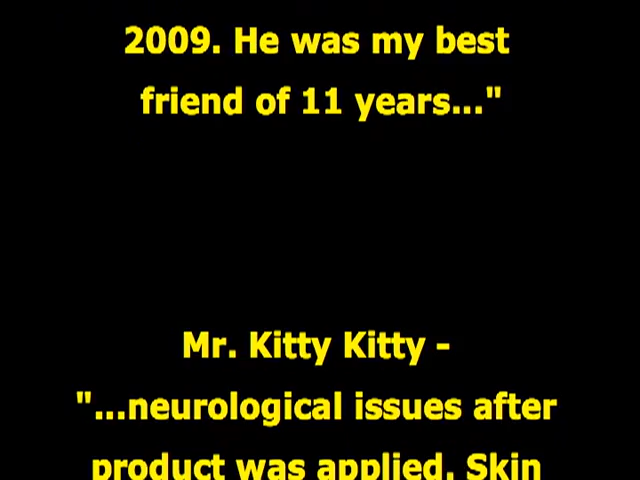 2009. He was my best
friend of 11 years..."
Mr. Kitty Kitty -
"...neurological issues after
product was applied. Skin